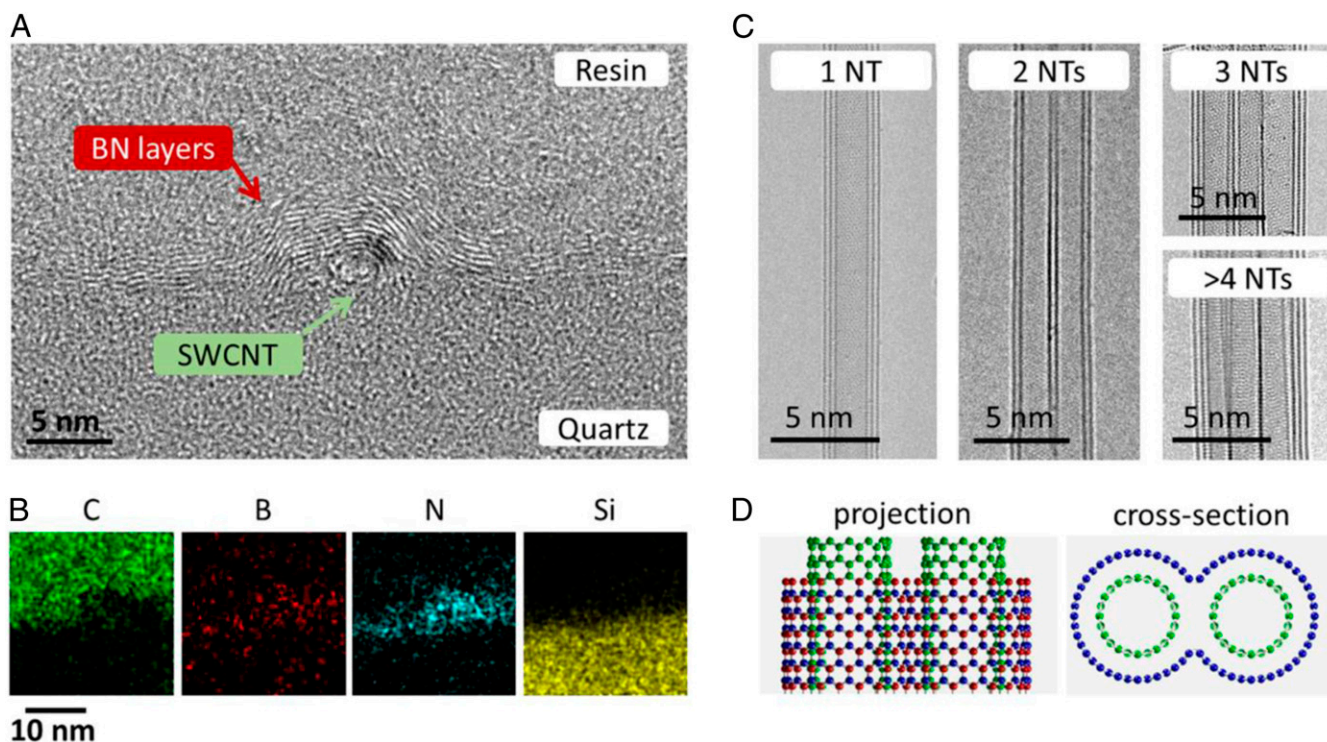 A
Resin
BN layers
SWCNT
5 nm
Quartz
B
C
B
N
Si
10 nm
C
1 NT
2 NTs
3 NTs
5 nm
>4 NTs
5 nm
5 nm
5 nm
D
projection
cross-section